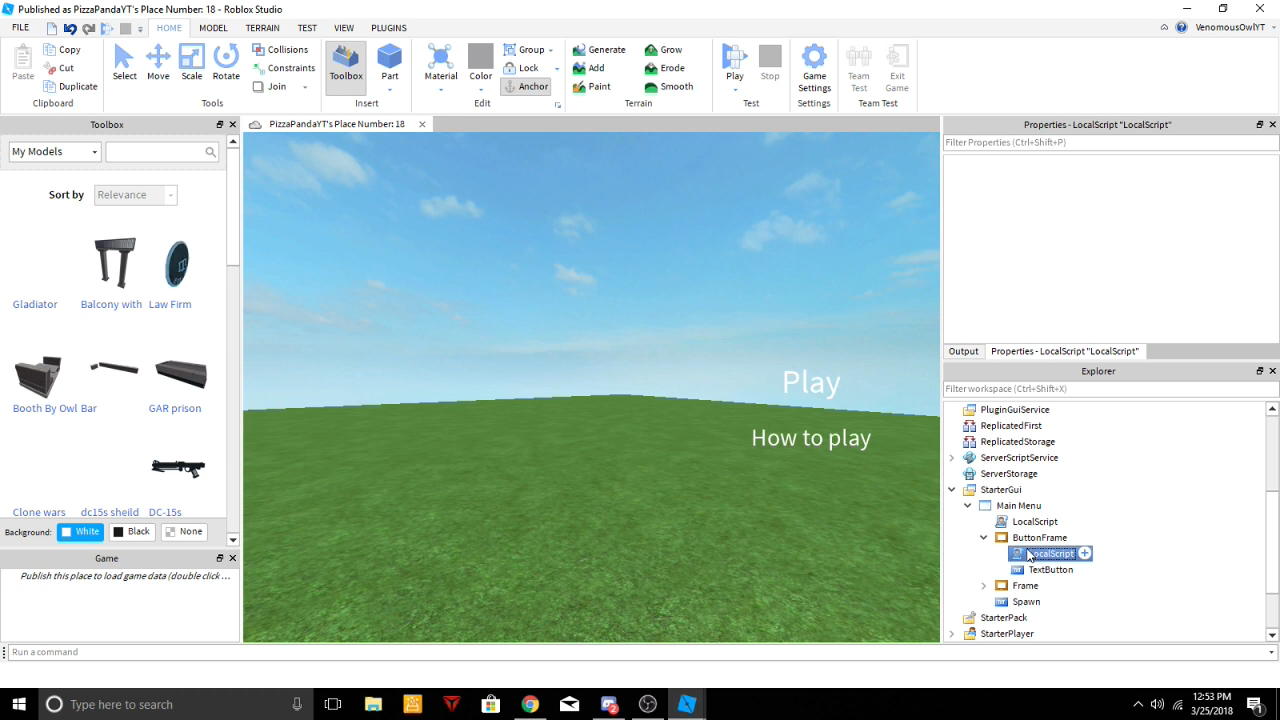 Published as PizzaPandaYT's Place Number: 18 - Roblox Studio
FILE HOME MODEL TERRAIN TEST VIEW PLUGINS VenomousOwlYT
Paste Copy Cut Duplicate Select Move Scale Rotate Collisions Constraints Join Toolbox Part Material Color Group Lock Anchor Generate Add Paint Grow Erode Smooth Play Stop Game Settings Team Test Exit Game
Clipboard Tools Insert Edit Terrain Test Settings Team Test
Toolbox
PizzaPandaYT's Place Number: 18
My Models
Sort by Relevance
Gladiator Balcony with Law Firm
Booth By Owl Bar GAR prison
Clone wars dc15s sheild DC-15s
Background: White Black None
Game
Publish this place to load game data (double click ...
Play
How to play
Properties - LocalScript "LocalScript"
Filter Properties (Ctrl+Shift+P)
Output Properties - LocalScript "LocalScript"
Explorer
Filter workspace (Ctrl+Shift+X)
PluginGuiService
ReplicatedFirst
ReplicatedStorage
ServerScriptService
ServerStorage
StarterGui
Main Menu
LocalScript
ButtonFrame
LocalScript
TextButton
Frame
Spawn
StarterPack
StarterPlayer
Run a command
Type here to search
12:53 PM
3/25/2018